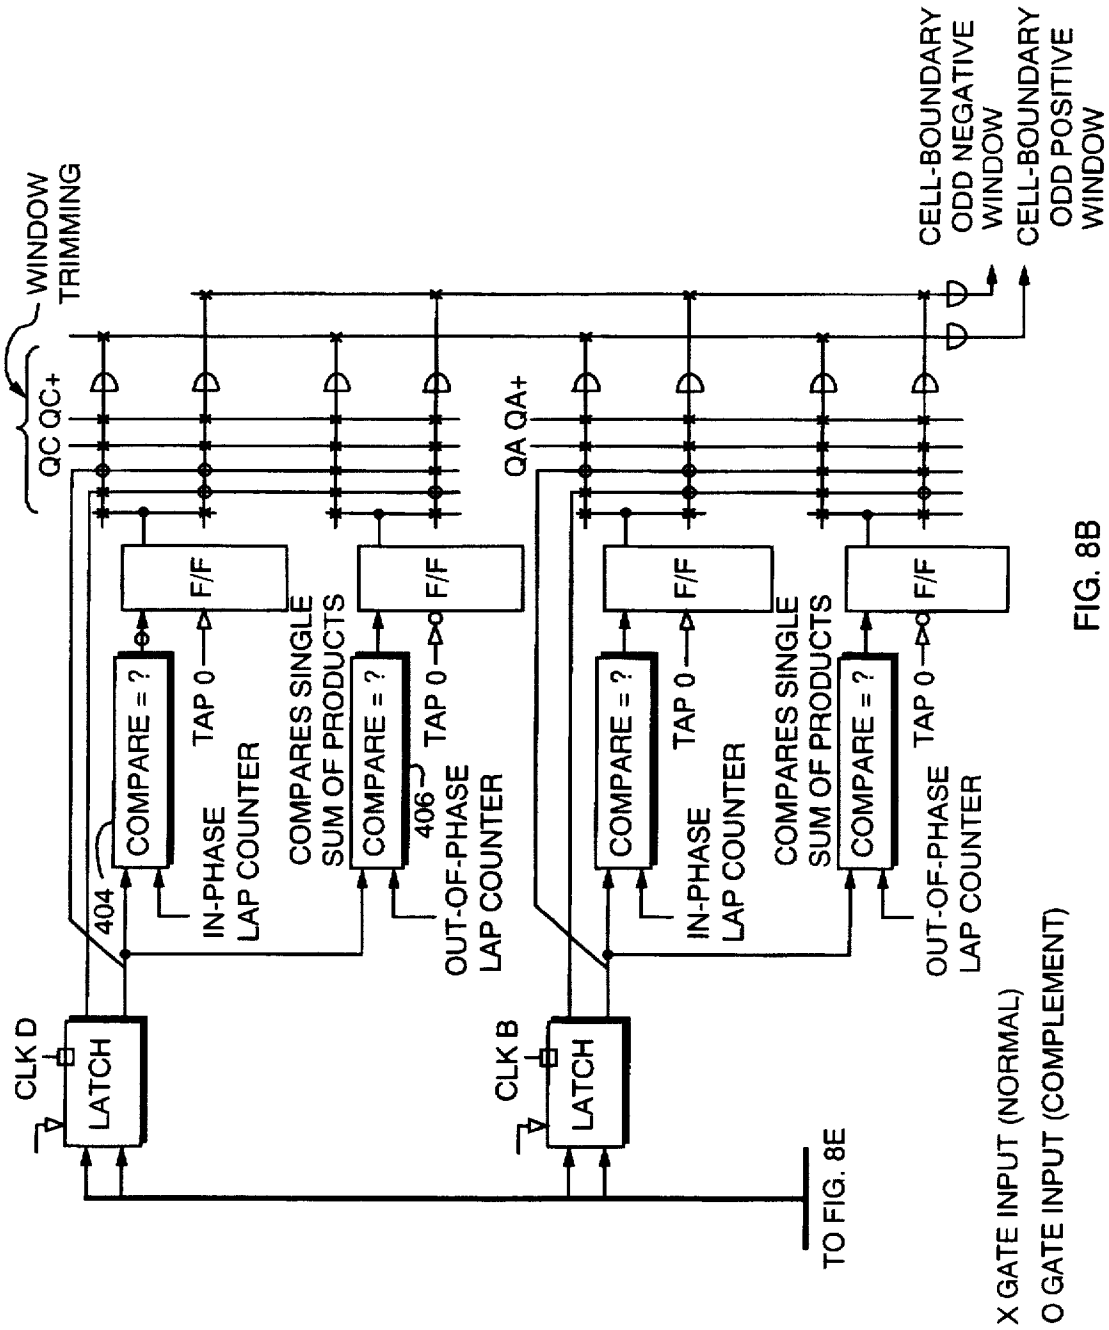 WINDOW
TRIMMING
QC QC+
CLK D
LATCH
404
COMPARE = ?
F/F
TAP 0
IN-PHASE
LAP COUNTER
COMPARES SINGLE
SUM OF PRODUCTS
COMPARE = ?
406
F/F
TAP 0
OUT-OF-PHASE
LAP COUNTER
QA QA+
CLK B
LATCH
COMPARE = ?
F/F
TAP 0
IN-PHASE
LAP COUNTER
COMPARES SINGLE
SUM OF PRODUCTS
COMPARE = ?
F/F
TAP 0
OUT-OF-PHASE
LAP COUNTER
CELL-BOUNDARY
ODD NEGATIVE
WINDOW
CELL-BOUNDARY
ODD POSITIVE
WINDOW
TO FIG. 8E
X GATE INPUT (NORMAL)
O GATE INPUT (COMPLEMENT)
FIG. 8B